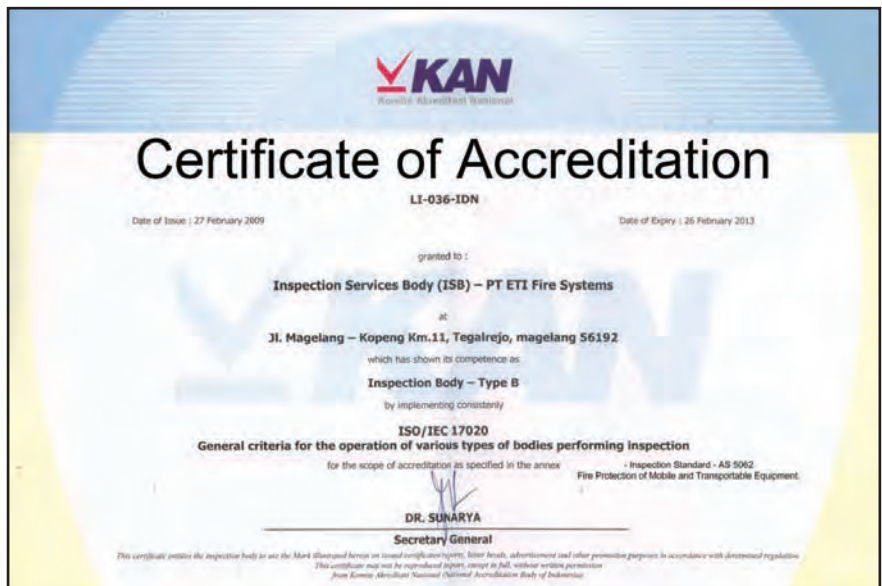 KAN
Komite Akreditasi Nasional
Certificate of Accreditation
LI-036-IDN
Date of Issue : 27 February 2009
Date of Expiry : 26 February 2013
granted to :
Inspection Services Body (ISB) – PT ETI Fire Systems
at
Jl. Magelang – Kopeng Km.11, Tegalrejo, magelang 56192
which has shown its competence as
Inspection Body – Type B
by implementing consistenly
ISO/IEC 17020
General criteria for the operation of various types of bodies performing inspection
for the scope of accreditation as specified in the annex
- Inspection Standard - AS 5062
Fire Protection of Mobile and Transportable Equipment.
DR. SUNARYA
Secretary General
This certificate entitles the inspection body to use the Mark illustrated hereon on issued certificates reports, letter heads, advertisement and other promotion purposes in accordance with determined regulation
This certificate may not be reproduced except in full, without written permission
from Komite Akreditasi Nasional (National Accreditation Body of Indonesia)